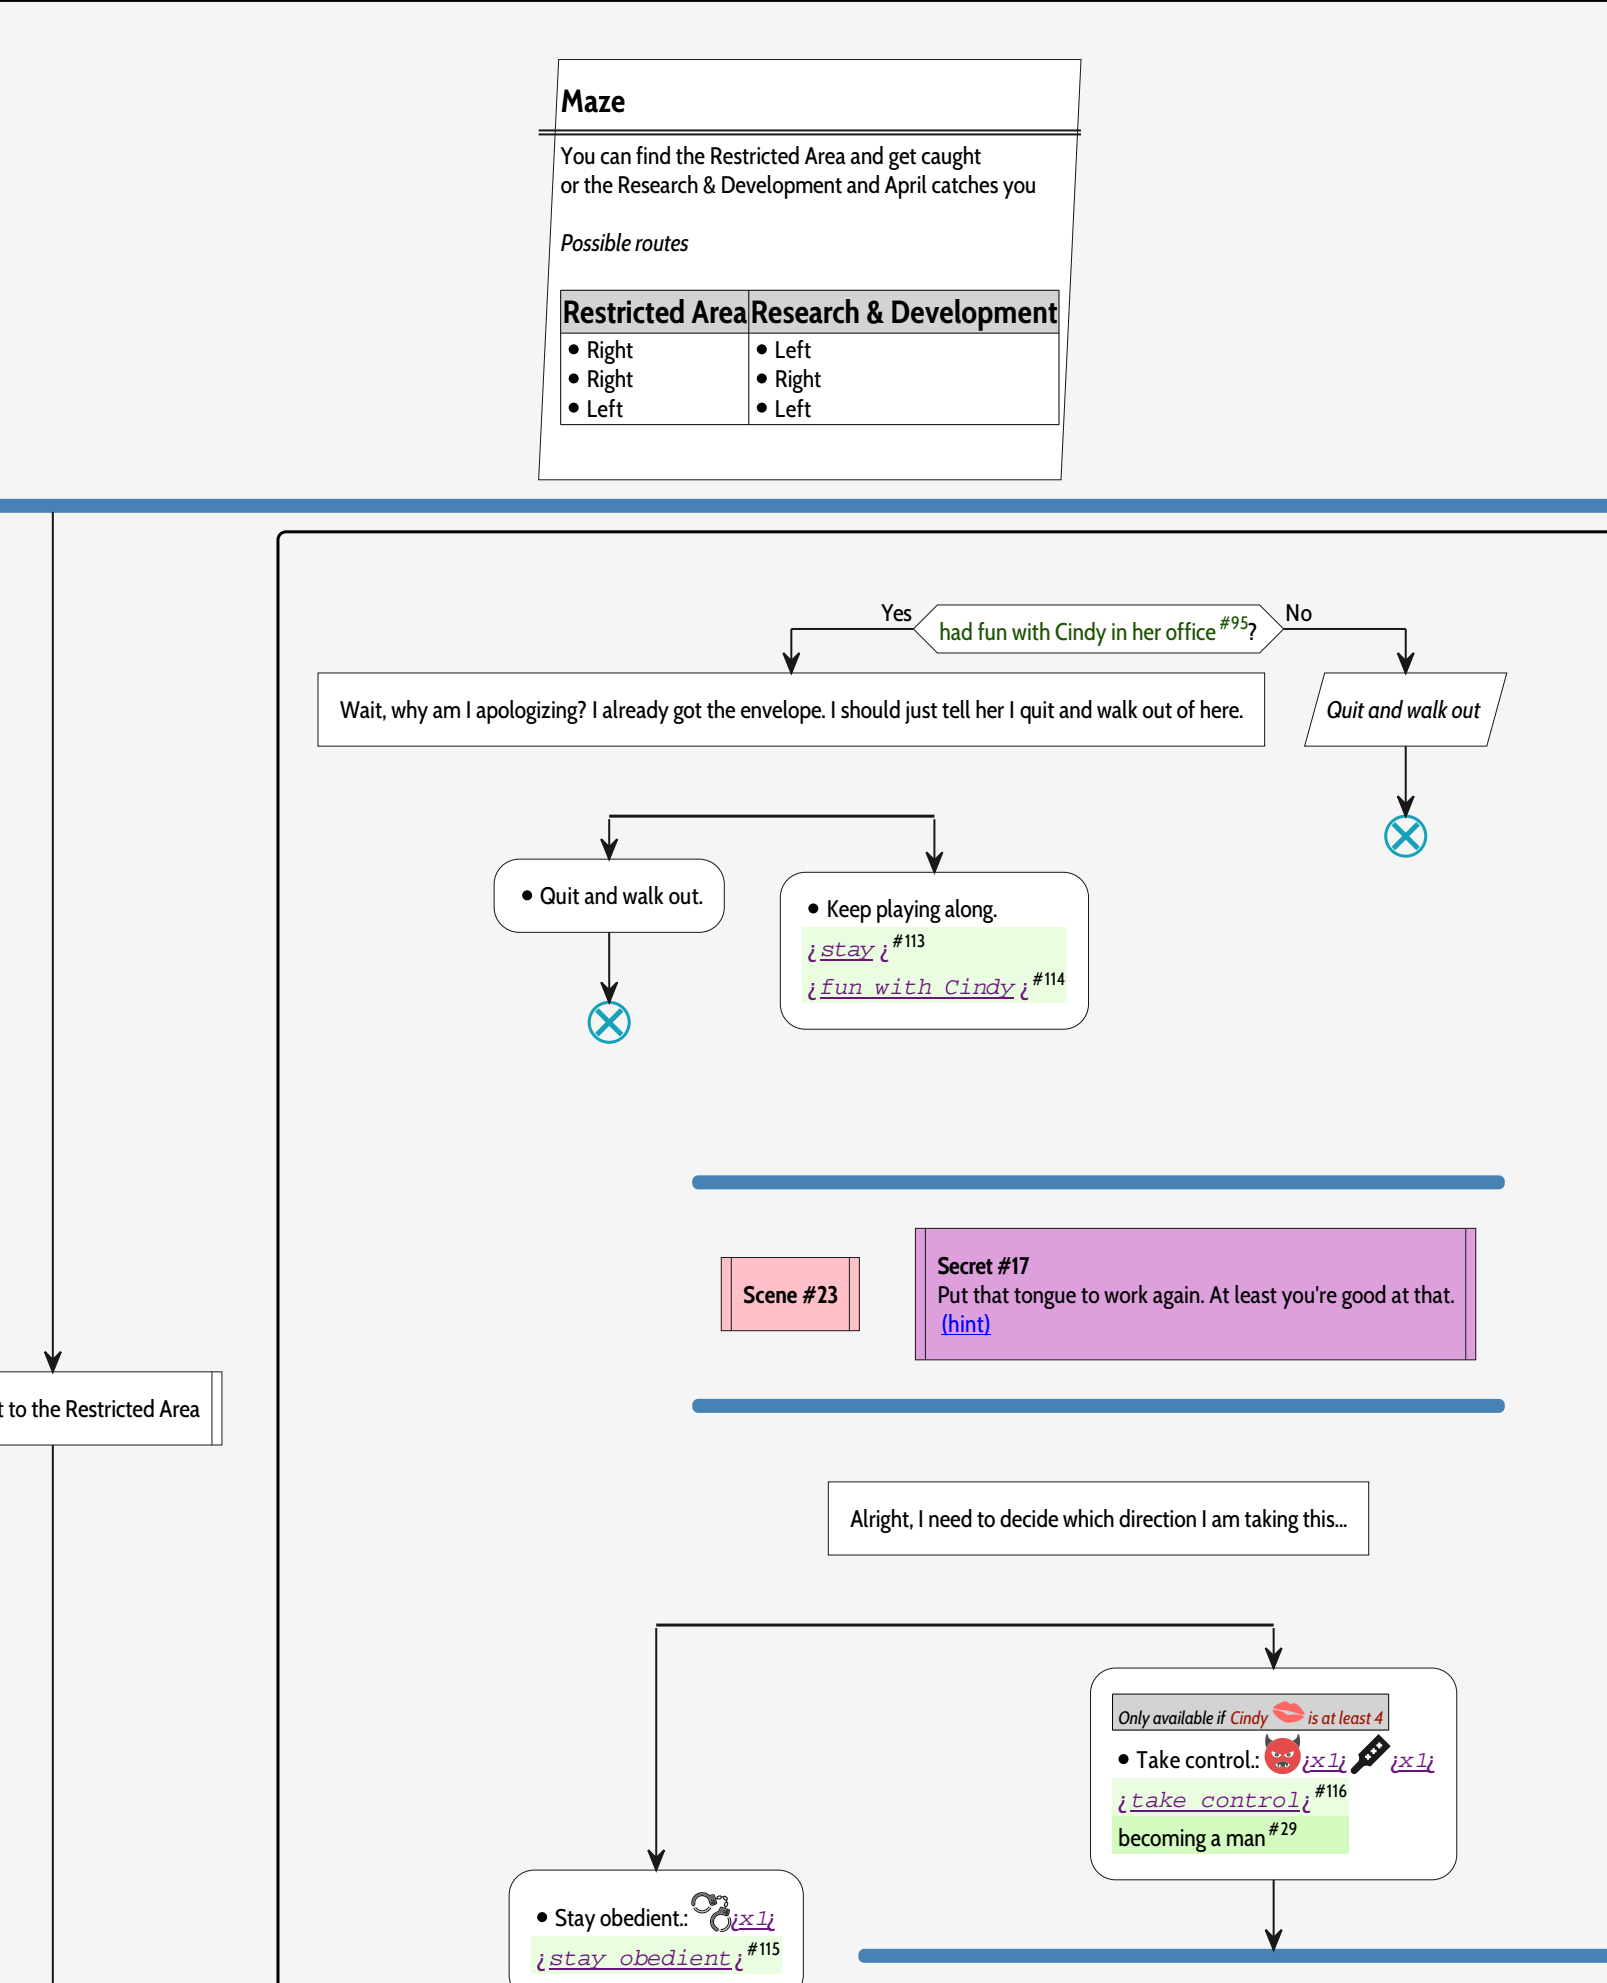 Maze
You can find the Restricted Area and get caught
or the Research & Development and April catches you
Possible routes
Restricted Area Research & Development
• Right • Left
• Right • Right
• Left • Left
Yes had fun with Cindy in her office #95? No
Wait, why am I apologizing? I already got the envelope. I should just tell her I quit and walk out of here.
Quit and walk out
• Quit and walk out.
• Keep playing along.
¿stay¿ #113
¿fun with Cindy¿ #114
Scene #23
Secret #17
Put that tongue to work again. At least you're good at that.
(hint)
t to the Restricted Area
Alright, I need to decide which direction I am taking this...
Only available if Cindy is at least 4
• Take control.: ¿x1¿ ¿x1¿
¿take control¿ #116
becoming a man #29
• Stay obedient.: ¿x1¿
¿stay obedient¿ #115